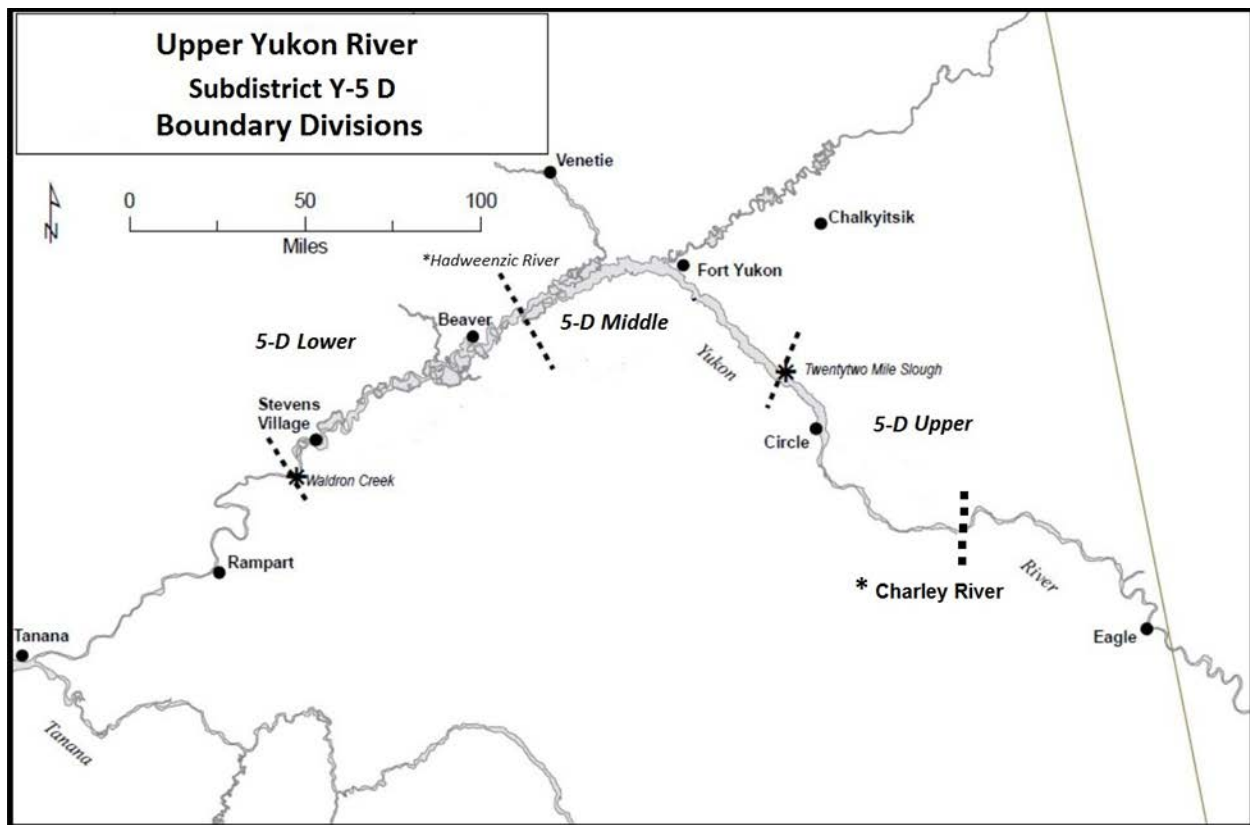 Upper Yukon River
Subdistrict Y-5 D
Boundary Divisions
Venetie
0 50 100
Miles
N
Chalkyitsik
*Hadweenzic River
Fort Yukon
Beaver
5-D Middle
5-D Lower
Yukon
Twentytwo Mile Slough
Stevens
Village
5-D Upper
Circle
Waldron Creek
Rampart
River
* Charley River
Tanana
Eagle
Tanana